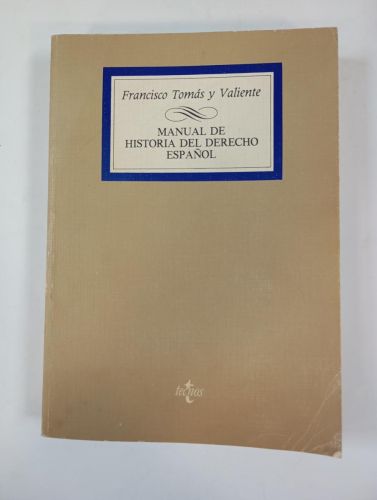 Francisco Tomás y Valiente
MANUAL DE
HISTORIA DEL DERECHO
ESPAÑOL
tecnos